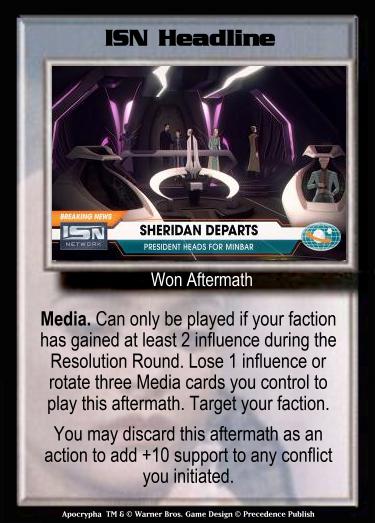 ISN Headline
BREAKING NEWS
ISN
NETWORK
SHERIDAN DEPARTS
PRESIDENT HEADS FOR MINBAR
Won Aftermath
Media. Can only be played if your faction
has gained at least 2 influence during the
Resolution Round. Lose 1 influence or
rotate three Media cards you control to
play this aftermath. Target your faction.
You may discard this aftermath as an
action to add +10 support to any conflict
you initiated.
Apocrypha TM & © Warner Bros. Game Design © Precedence Publish